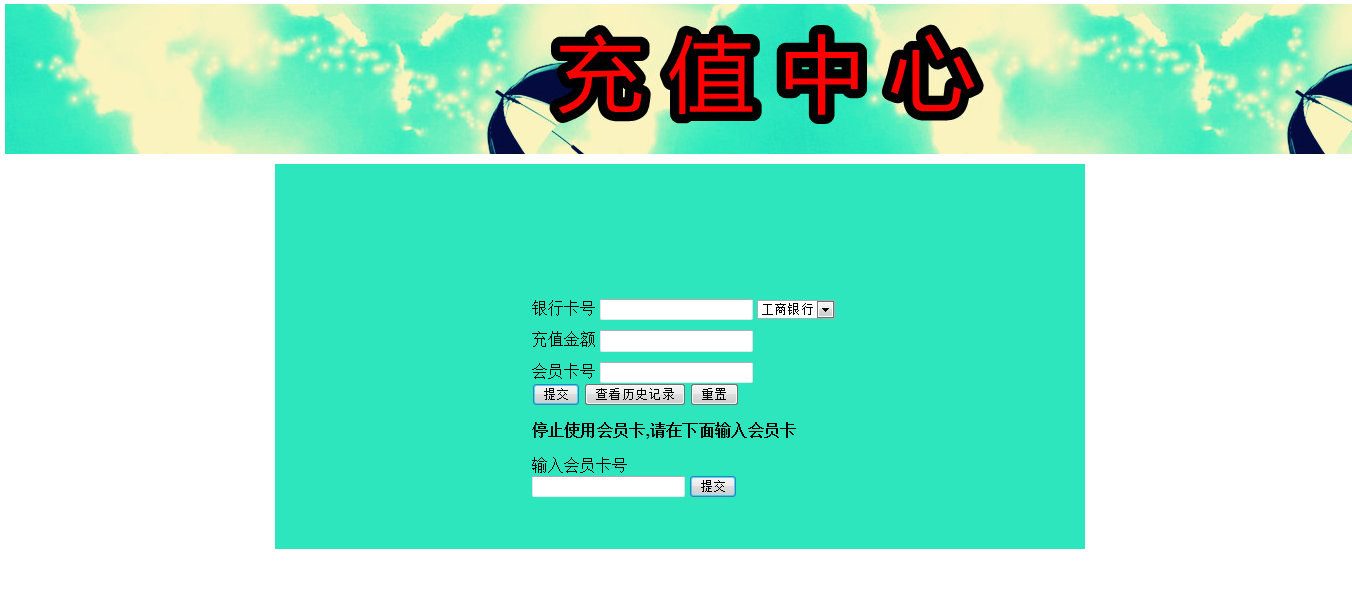 充值中心
银行卡号 工商银行
充值金额
会员卡号
提交 查看历史记录 重置
停止使用会员卡,请在下面输入会员卡
输入会员卡号
提交